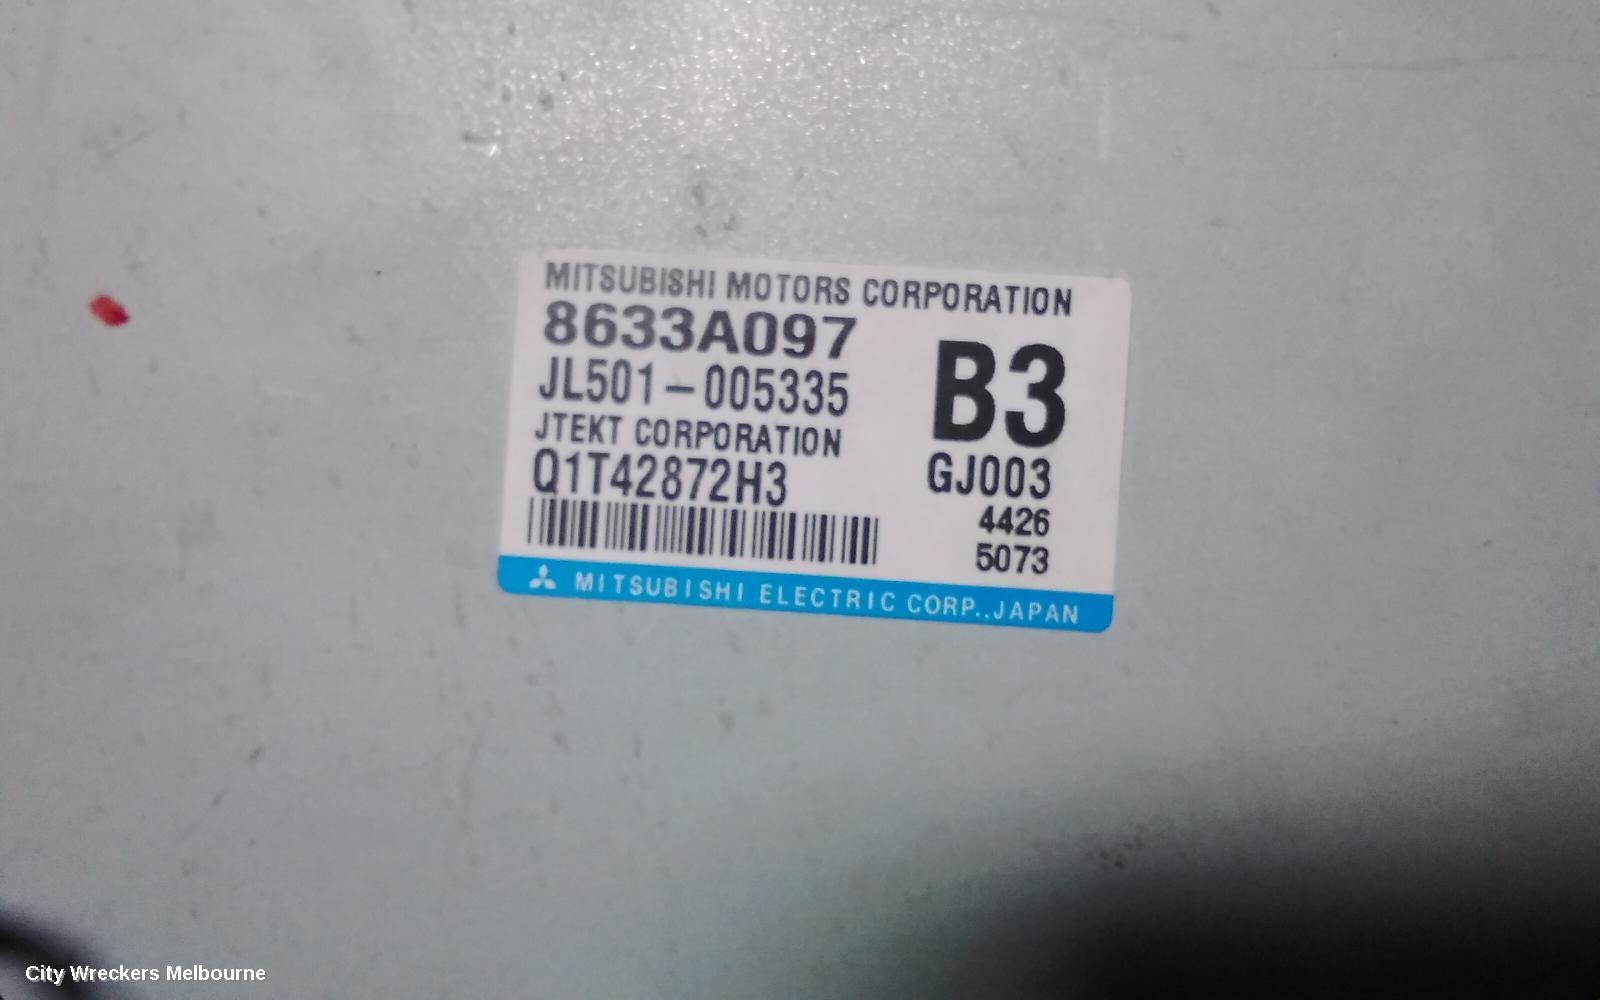 MITSUBISHI MOTORS CORPORATION
8633A097
JL501-005335
JTEKT CORPORATION
Q1T42872H3
B3
GJ003
4426
5073
MITSUBISHI ELECTRIC CORP.,JAPAN
City Wreckers Melbourne